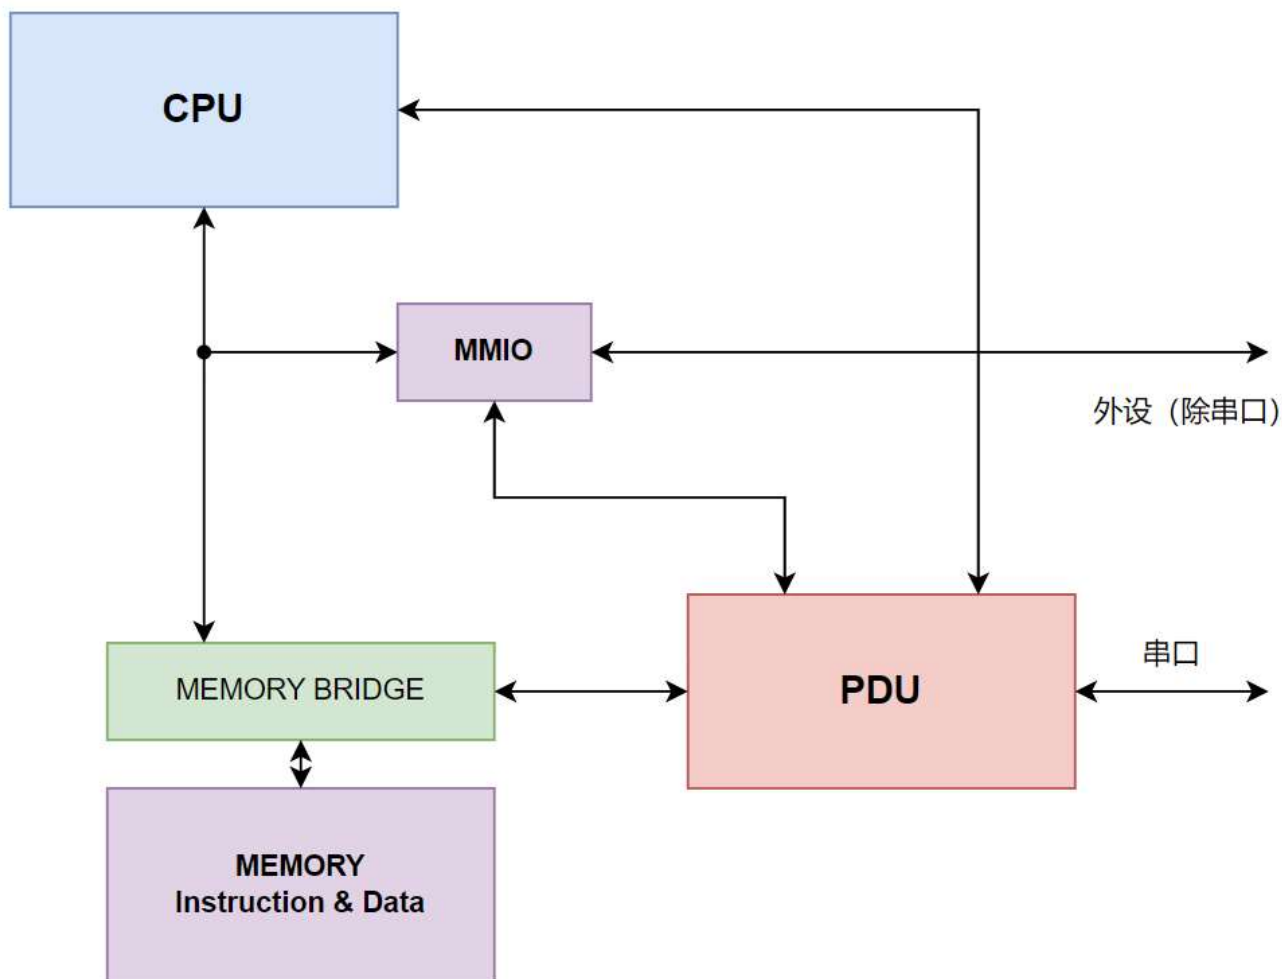 CPU
MMIO
外设（除串口）
串口
MEMORY BRIDGE
PDU
MEMORY
Instruction & Data